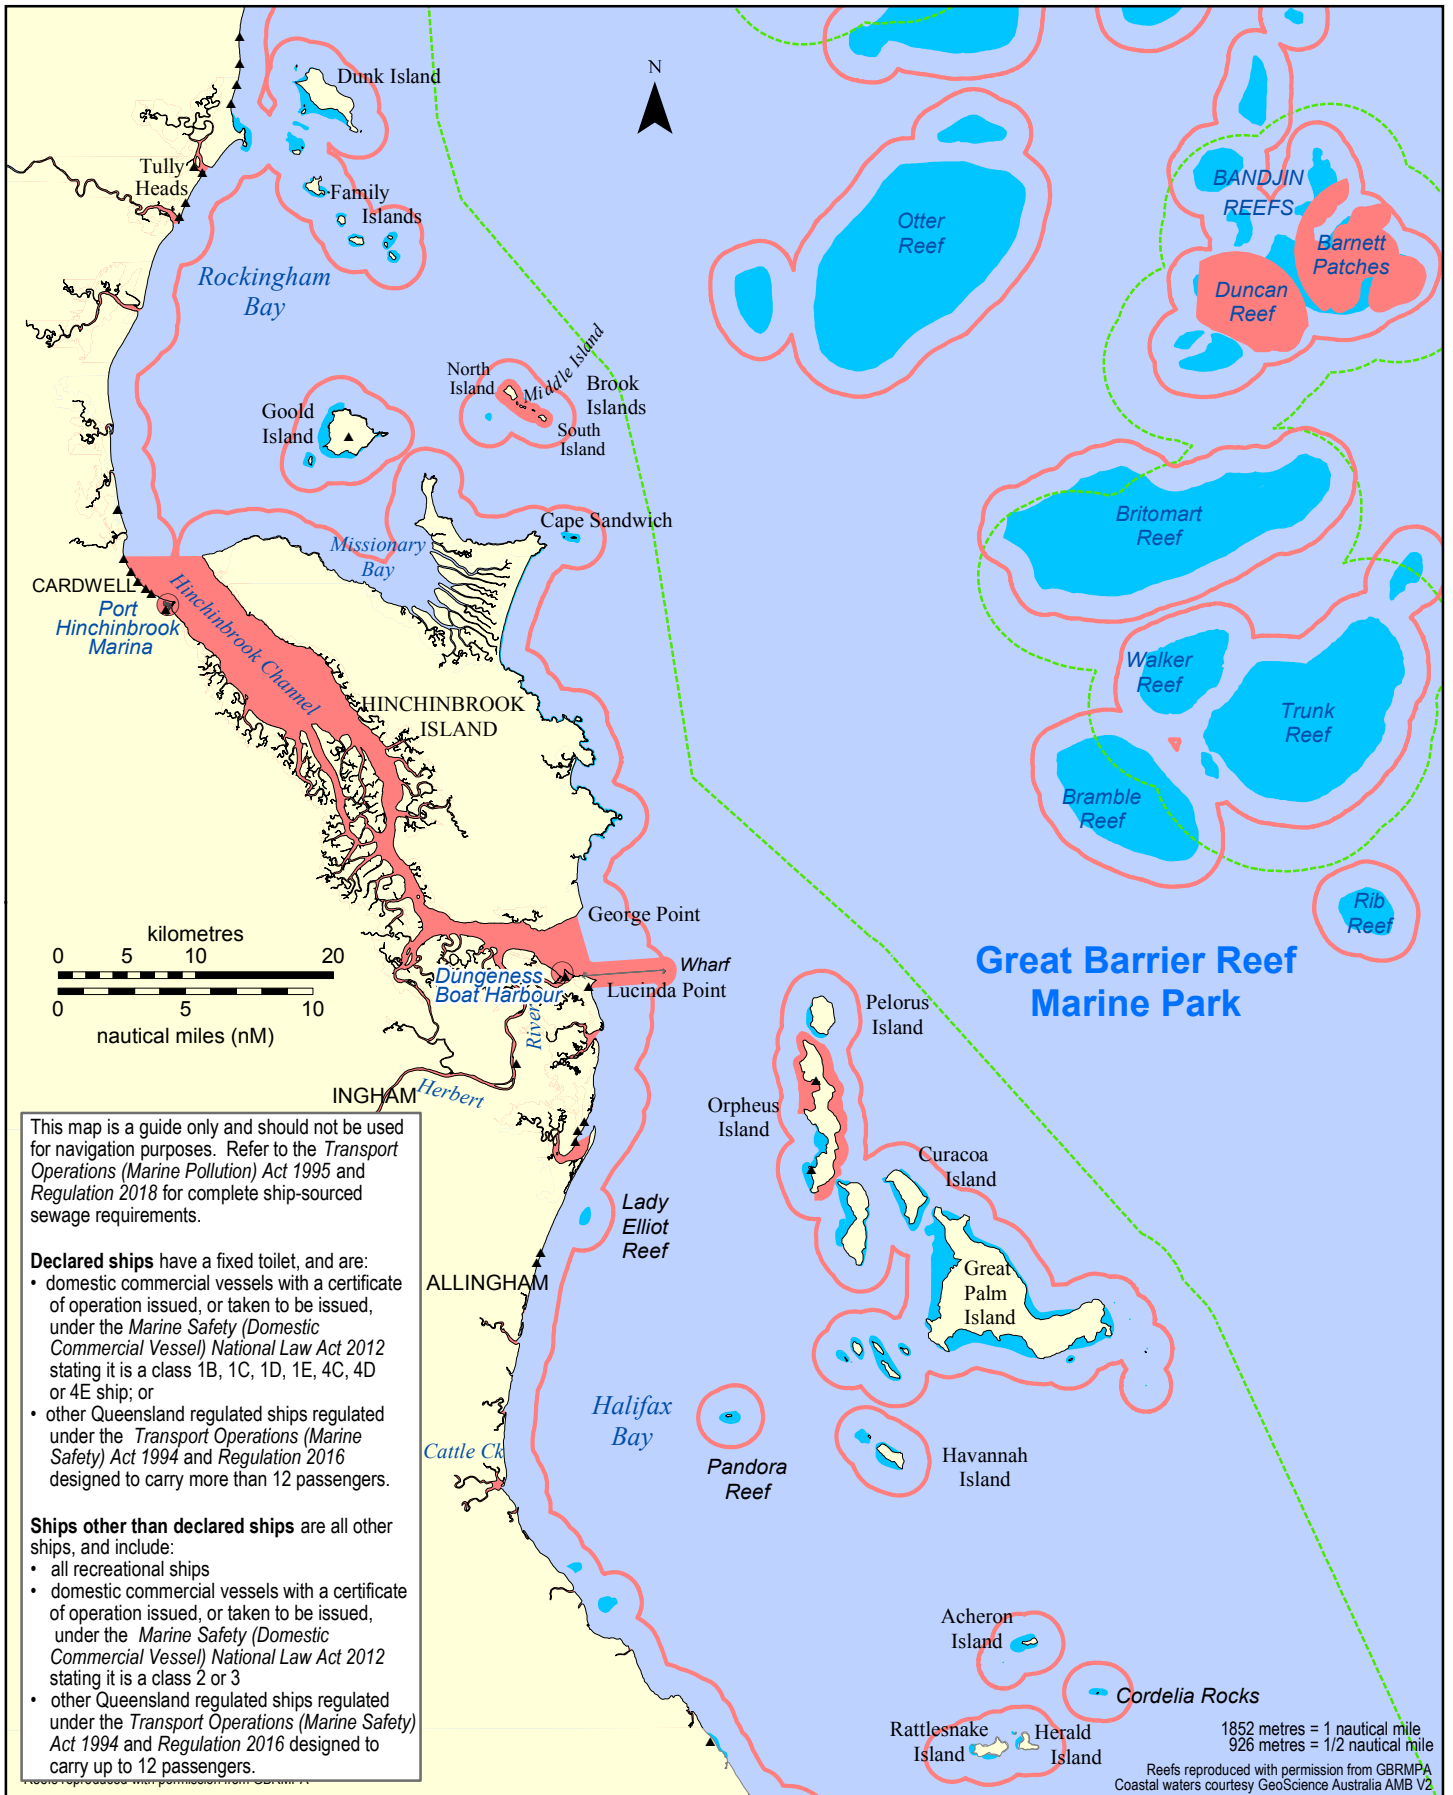 N
Dunk Island
Tully
Heads
Family
Islands
Rockingham
Bay
Otter
Reef
BANDJIN
REEFS
Barnett
Patches
Duncan
Reef
North
Island
Middle Island
Brook
Islands
South
Island
Goold
Island
Cape Sandwich
Missionary
Bay
Britomart
Reef
CARDWELL
Port
Hinchinbrook
Marina
Hinchinbrook Channel
HINCHINBROOK
ISLAND
Walker
Reef
Trunk
Reef
Bramble
Reef
Rib
Reef
George Point
kilometres
0 5 10 20
0 5 10
nautical miles (nM)
Dungeness
Boat Harbour
Wharf
Lucinda Point
Great Barrier Reef
Marine Park
Pelorus
Island
River
Herbert
INGHAM
Orpheus
Island
Curacoa
Island
Lady
Elliot
Reef
Great
Palm
Island
ALLINGHAM
Halifax
Bay
Cattle Ck
Pandora
Reef
Havannah
Island
This map is a guide only and should not be used
for navigation purposes. Refer to the Transport
Operations (Marine Pollution) Act 1995 and
Regulation 2018 for complete ship-sourced
sewage requirements.
Declared ships have a fixed toilet, and are:
• domestic commercial vessels with a certificate
of operation issued, or taken to be issued,
under the Marine Safety (Domestic
Commercial Vessel) National Law Act 2012
stating it is a class 1B, 1C, 1D, 1E, 4C, 4D
or 4E ship; or
• other Queensland regulated ships regulated
under the Transport Operations (Marine
Safety) Act 1994 and Regulation 2016
designed to carry more than 12 passengers.
Ships other than declared ships are all other
ships, and include:
• all recreational ships
• domestic commercial vessels with a certificate
of operation issued, or taken to be issued,
under the Marine Safety (Domestic
Commercial Vessel) National Law Act 2012
stating it is a class 2 or 3
• other Queensland regulated ships regulated
under the Transport Operations (Marine Safety)
Act 1994 and Regulation 2016 designed to
carry up to 12 passengers.
Reefs reproduced with permission from GBRMPA
Acheron
Island
Cordelia Rocks
Rattlesnake
Island
Herald
Island
1852 metres = 1 nautical mile
926 metres = 1/2 nautical mile
Reefs reproduced with permission from GBRMPA
Coastal waters courtesy GeoScience Australia AMB V2